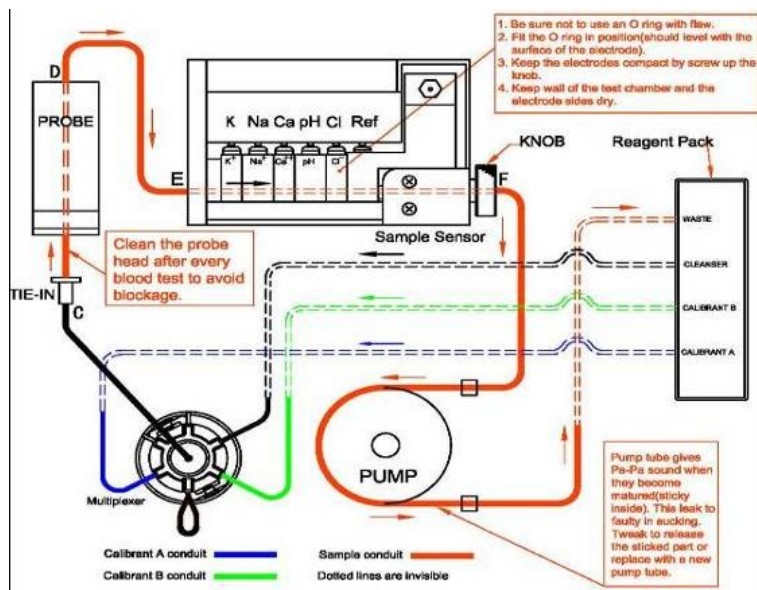 1. Be sure not to use an O ring with flaw.
2. Fit the O ring in position(should level with the
surface of the electrode).
3. Keep the electrodes compact by screw up the
knob.
4. Keep wall of the test chamber and the
electrode sides dry.
D
PROBE
K Na Ca pH Cl Ref
K+ Na+ Ca++ pH Cl-
KNOB
Reagent Pack
E
F
WASTE
Sample Sensor
Clean the probe
head after every
blood test to avoid
blockage.
CLEANSER
TIE-IN
C
CALIBRANT B
CALIBRANT A
PUMP
Multiplexer
Pump tube gives
Pa-Pa sound when
they become
matured(sticky
inside). This leak to
faulty in sucking.
Tweak to release
the sticked part or
replace with a new
pump tube.
Calibrant A conduit
Sample conduit
Calibrant B conduit
Dotted lines are invisible